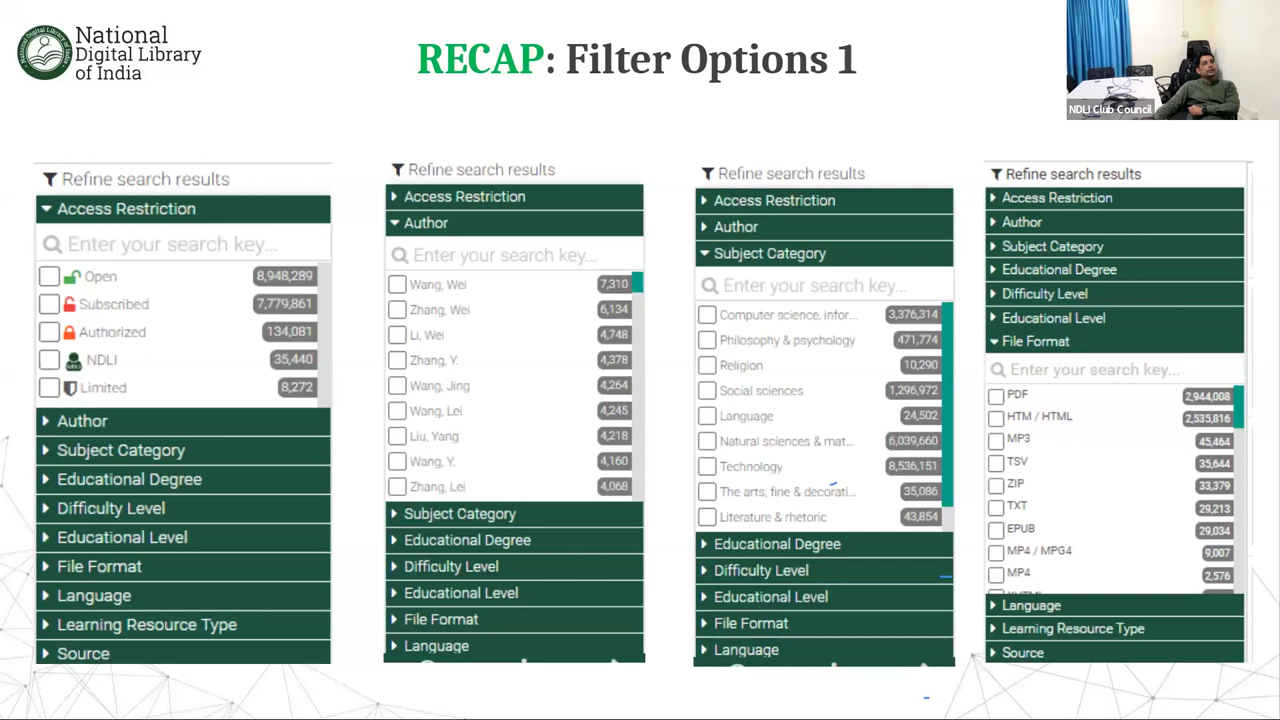 National
Digital Library
of India
RECAP: Filter Options 1
NDLI Club Council
Refine search results
Access Restriction
Enter your search key...
Open 8,948,289
Subscribed 7,779,861
Authorized 134,081
NDLI 35,440
Limited 8,272
Author
Subject Category
Educational Degree
Difficulty Level
Educational Level
File Format
Language
Learning Resource Type
Source
Refine search results
Access Restriction
Author
Enter your search key...
Wang, Wei 7,310
Zhang, Wei 6,134
Li, Wei 4,748
Zhang, Y. 4,378
Wang, Jing 4,264
Wang, Lei 4,245
Liu, Yang 4,218
Wang, Y. 4,160
Zhang, Lei 4,068
Subject Category
Educational Degree
Difficulty Level
Educational Level
File Format
Language
Refine search results
Access Restriction
Author
Subject Category
Enter your search key...
Computer science, infor... 3,376,314
Philosophy & psychology 471,774
Religion 10,290
Social sciences 1,296,972
Language 24,502
Natural sciences & mat... 6,039,660
Technology 8,536,151
The arts; fine & decorati... 35,086
Literature & rhetoric 43,854
Educational Degree
Difficulty Level
Educational Level
File Format
Language
Refine search results
Access Restriction
Author
Subject Category
Educational Degree
Difficulty Level
Educational Level
File Format
Enter your search key...
PDF 2,944,008
HTM / HTML 2,535,816
MP3 45,464
TSV 35,644
ZIP 33,379
TXT 29,213
EPUB 29,034
MP4 / MPG4 9,007
MP4 2,576
Language
Learning Resource Type
Source